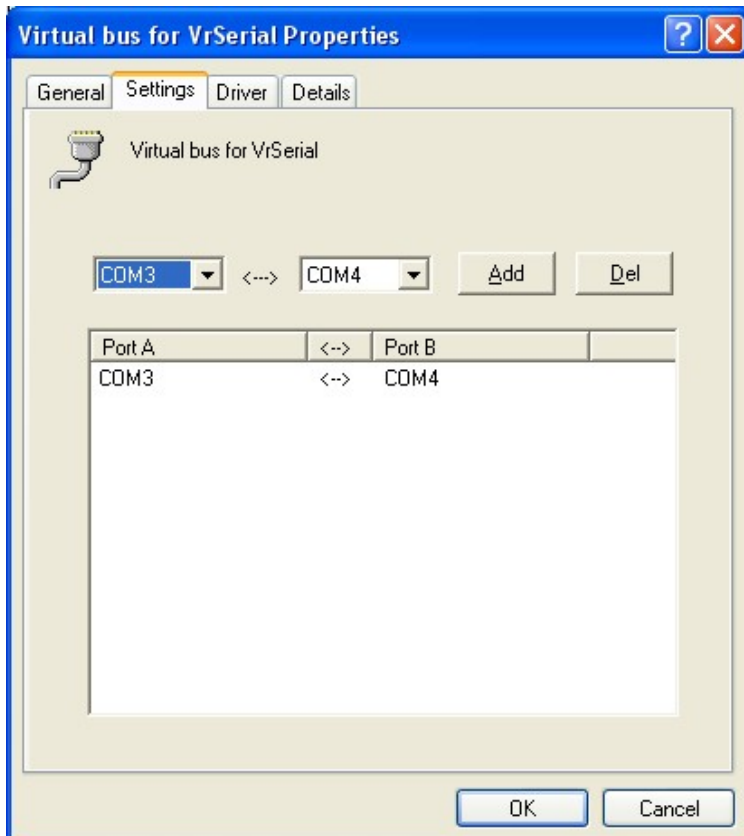 Virtual bus for VrSerial Properties
General Settings Driver Details
Virtual bus for VrSerial
COM3 <---> COM4 Add Del
Port A <--> Port B
COM3 <--> COM4
OK Cancel